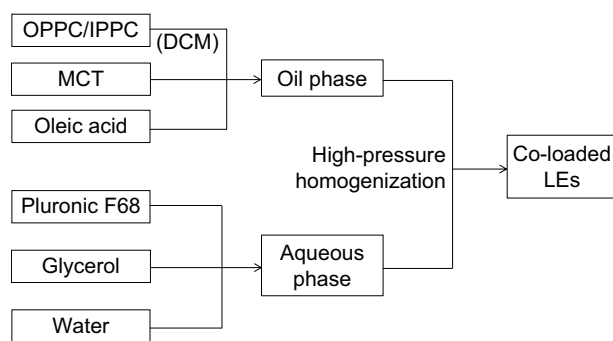 OPPC/IPPC
(DCM)
MCT
Oil phase
Oleic acid
High-pressure
homogenization
Co-loaded
LEs
Pluronic F68
Glycerol
Aqueous
phase
Water